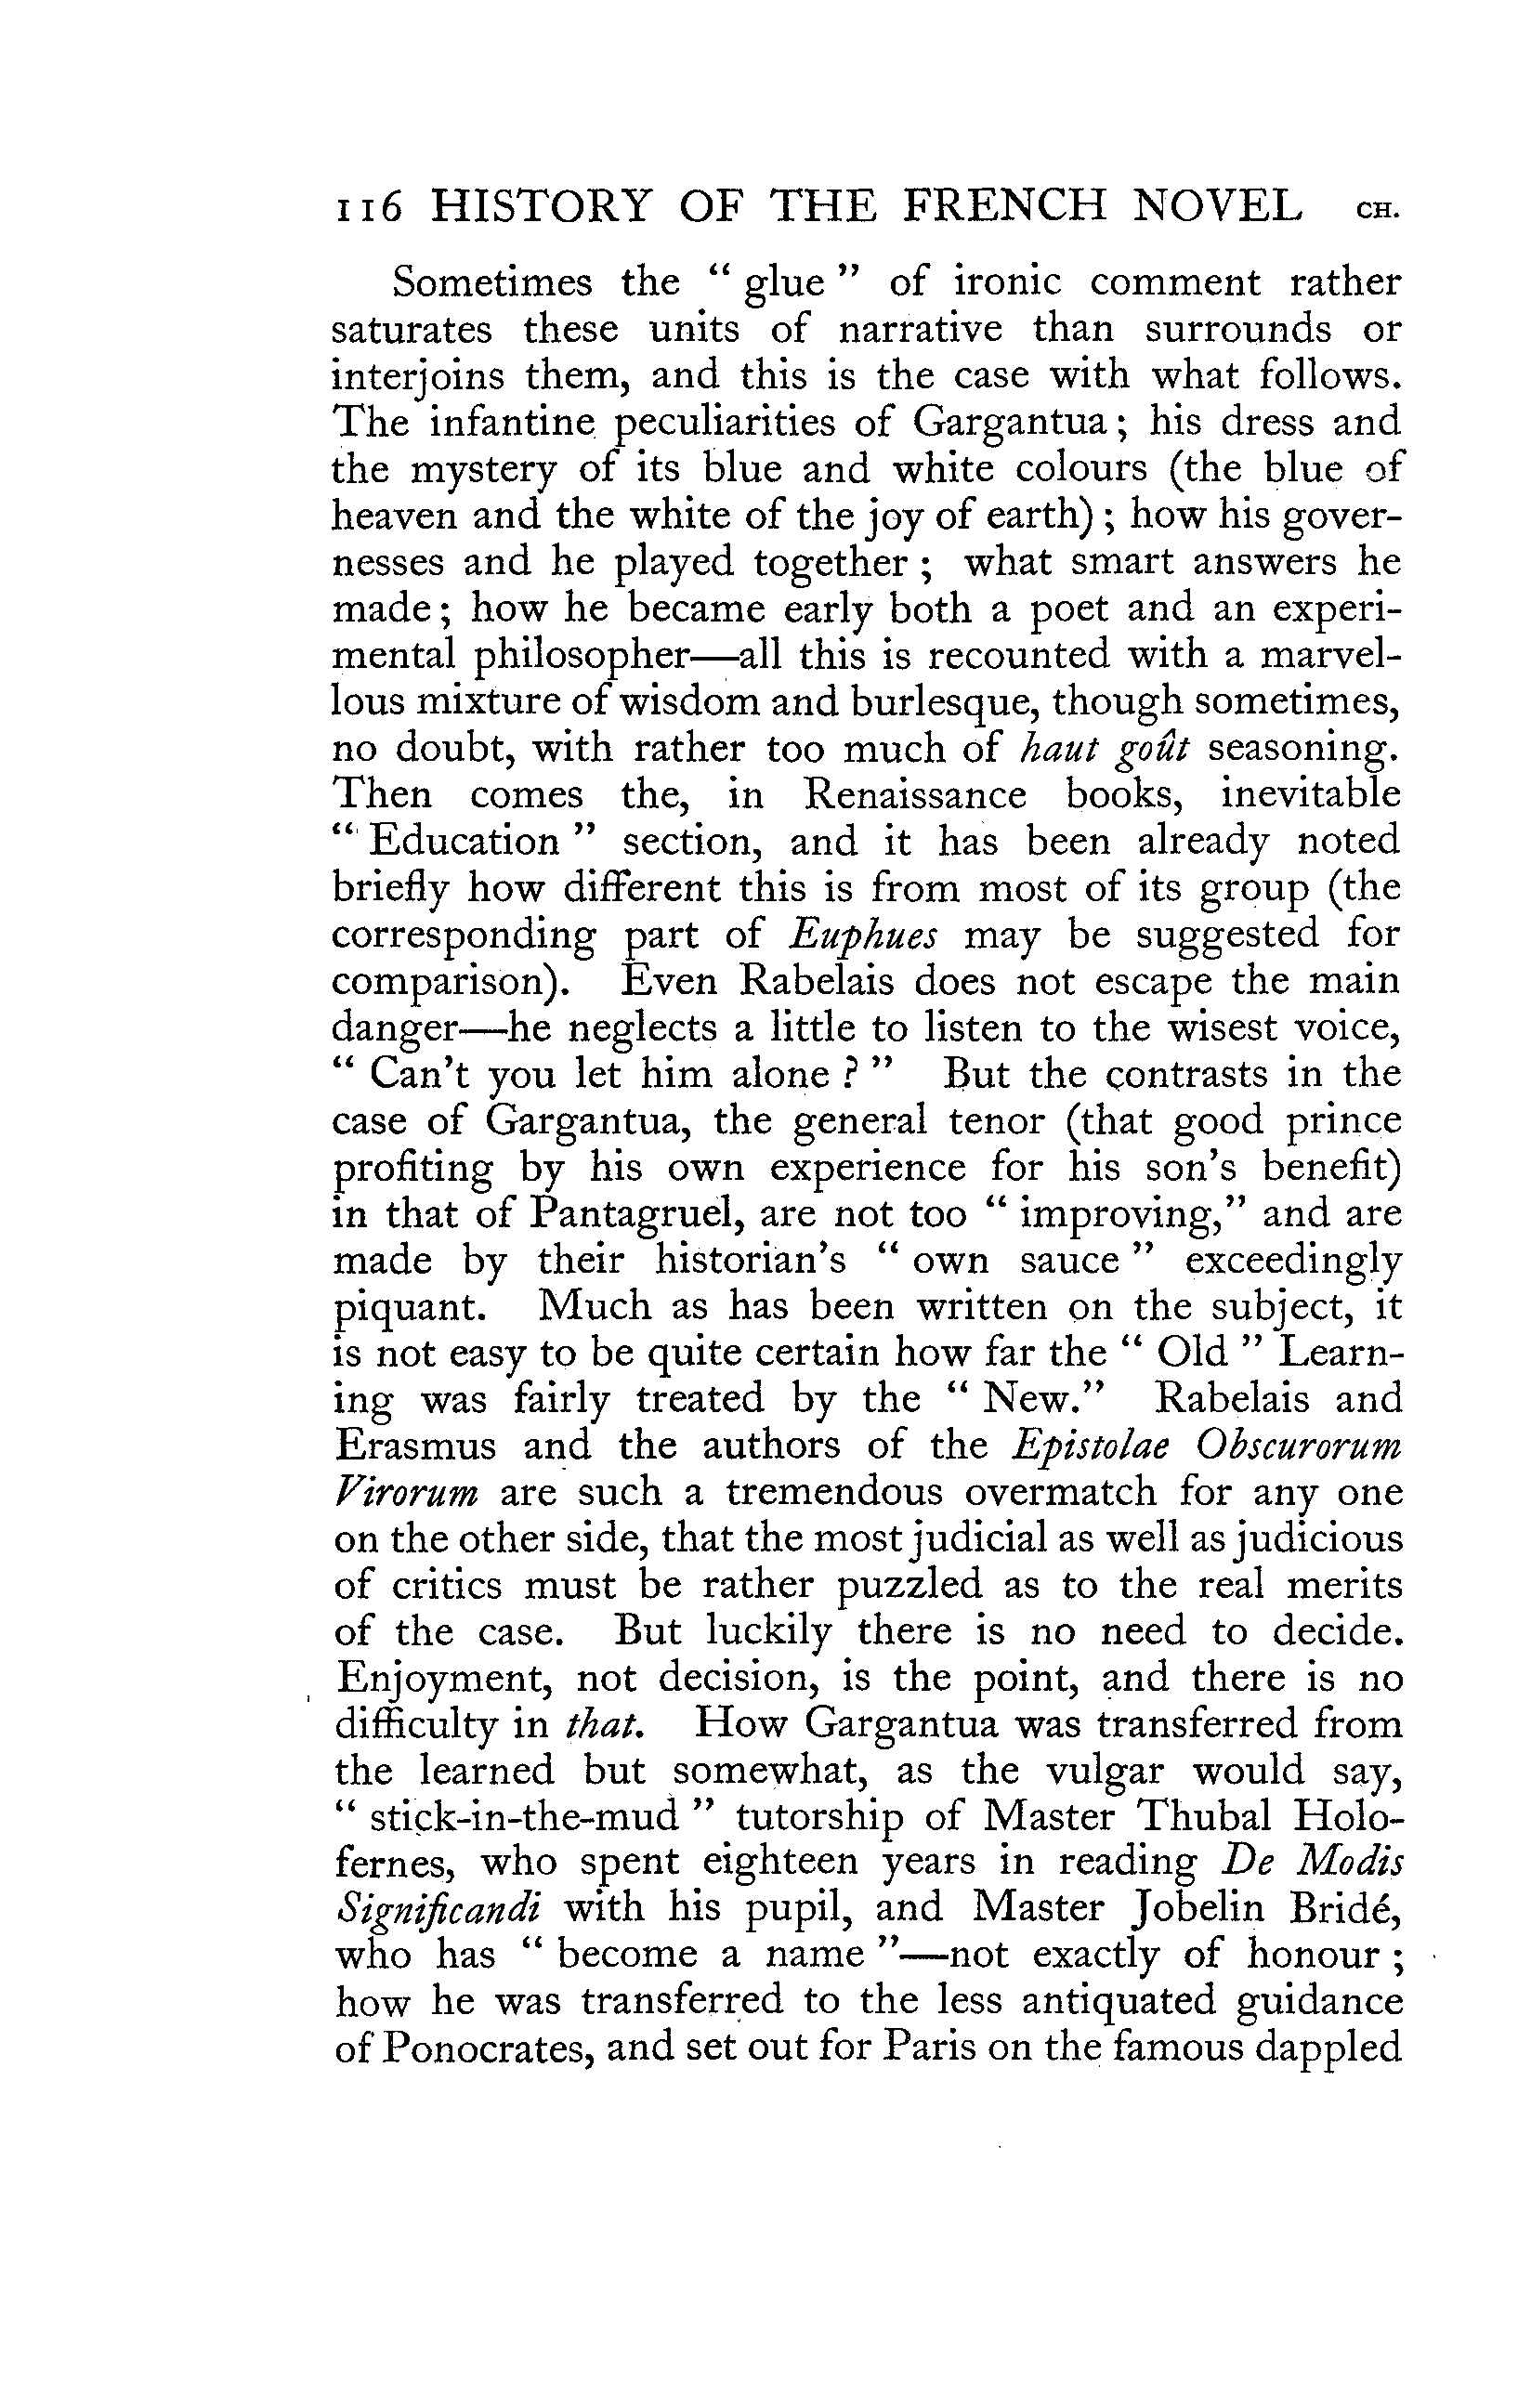 116 HISTORY OF THE FRENCH NOVEL CH.
Sometimes the “ glue ” of ironic comment rather
saturates these units of narrative than surrounds or
interjoins them, and this is the case with what follows.
The infantine peculiarities of Gargantua ; his dress and
the mystery of its blue and white colours (the blue of
heaven and the white of the joy of earth) ; how his gover-
nesses and he played together ; what smart answers he
made ; how he became early both a poet and an experi-
mental philosopher—all this is recounted with a marvel-
lous mixture of wisdom and burlesque, though sometimes,
no doubt, with rather too much of haut goût seasoning.
Then comes the, in Renaissance books, inevitable
“ Education ” section, and it has been already noted
briefly how different this is from most of its group (the
corresponding part of Euphues may be suggested for
comparison). Even Rabelais does not escape the main
danger—he neglects a little to listen to the wisest voice,
“ Can’t you let him alone ? ” But the contrasts in the
case of Gargantua, the general tenor (that good prince
profiting by his own experience for his son’s benefit)
in that of Pantagruel, are not too “ improving,” and are
made by their historian’s “ own sauce ” exceedingly
piquant. Much as has been written on the subject, it
is not easy to be quite certain how far the “ Old ” Learn-
ing was fairly treated by the “ New.” Rabelais and
Erasmus and the authors of the Epistolae Obscurorum
Virorum are such a tremendous overmatch for any one
on the other side, that the most judicial as well as judicious
of critics must be rather puzzled as to the real merits
of the case. But luckily there is no need to decide.
Enjoyment, not decision, is the point, and there is no
difficulty in that. How Gargantua was transferred from
the learned but somewhat, as the vulgar would say,
“ stick-in-the-mud ” tutorship of Master Thubal Holo-
fernes, who spent eighteen years in reading De Modis
Significandi with his pupil, and Master Jobelin Bridé,
who has “ become a name ”—not exactly of honour ;
how he was transferred to the less antiquated guidance
of Ponocrates, and set out for Paris on the famous dappled